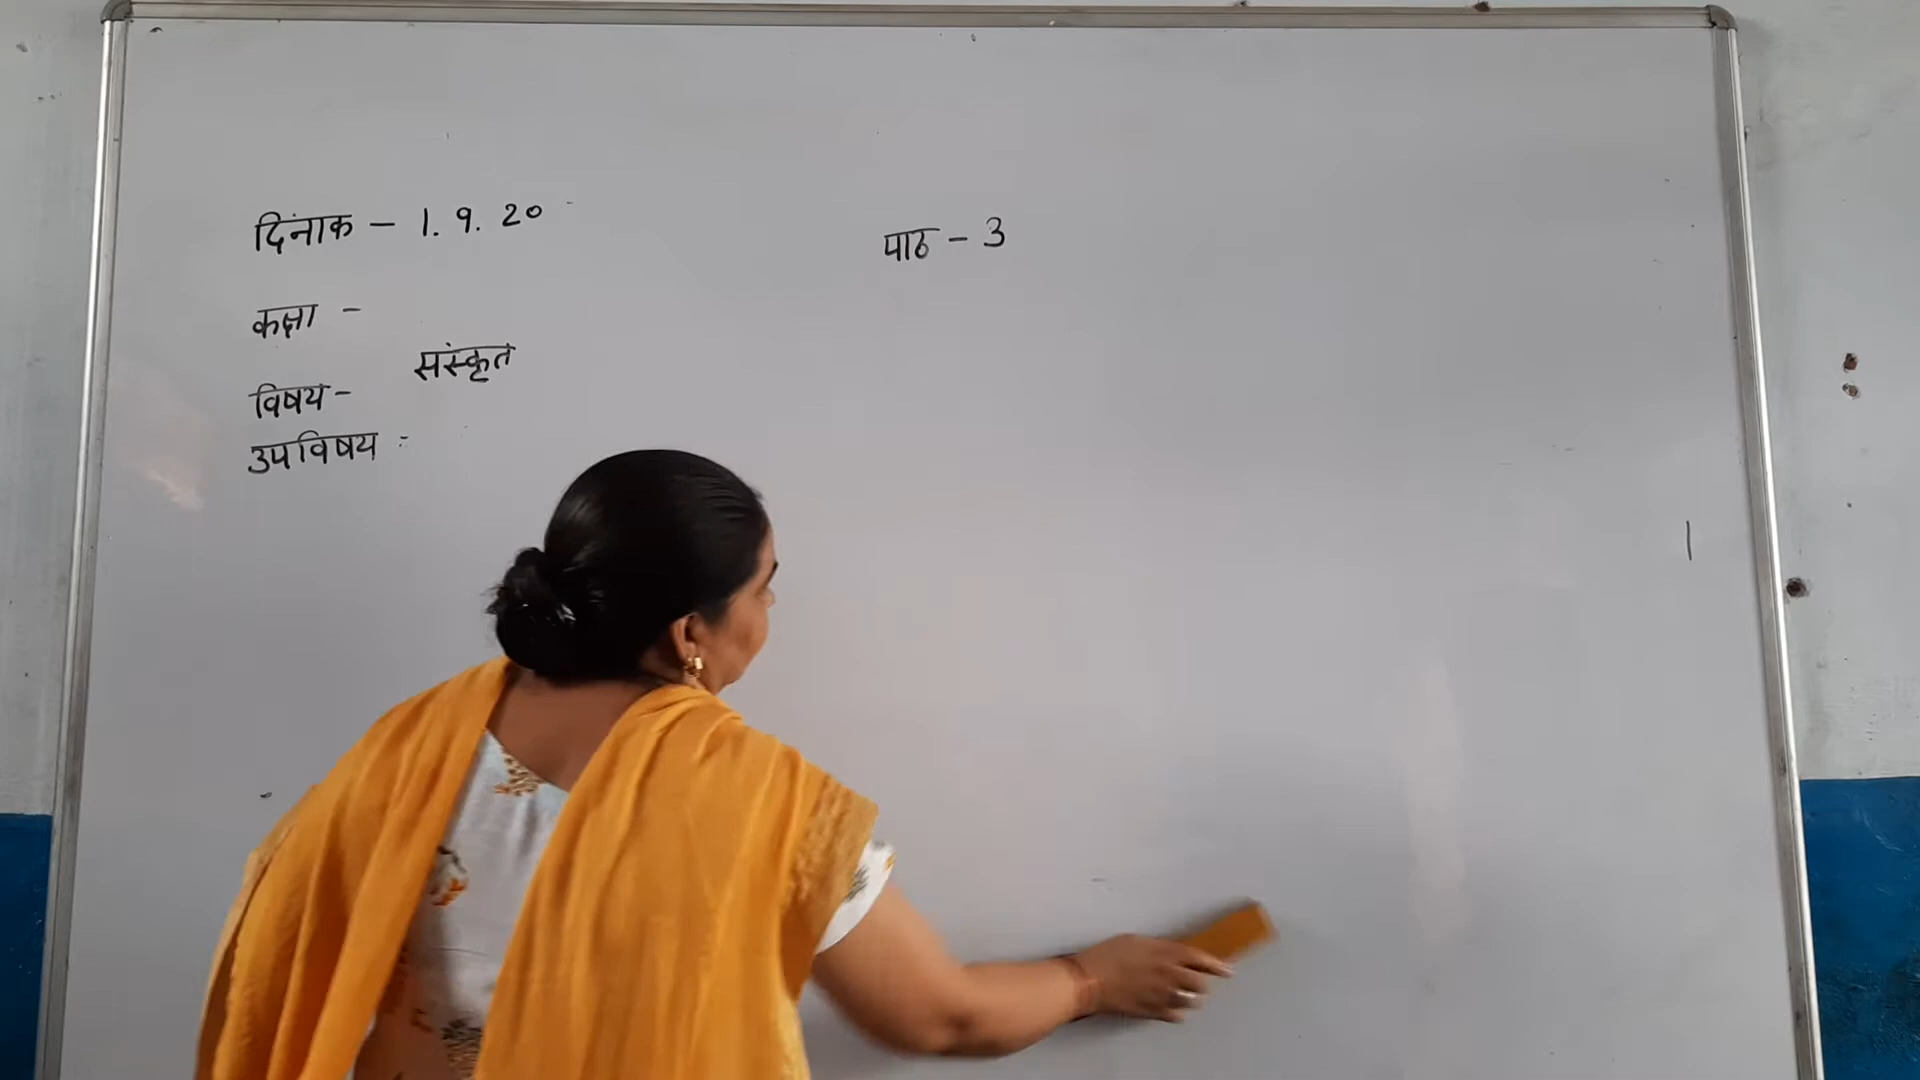 दिनांक - 1. 9. 20
पाठ - 3
कक्षा -
संस्कृत
विषय -
उपविषय :